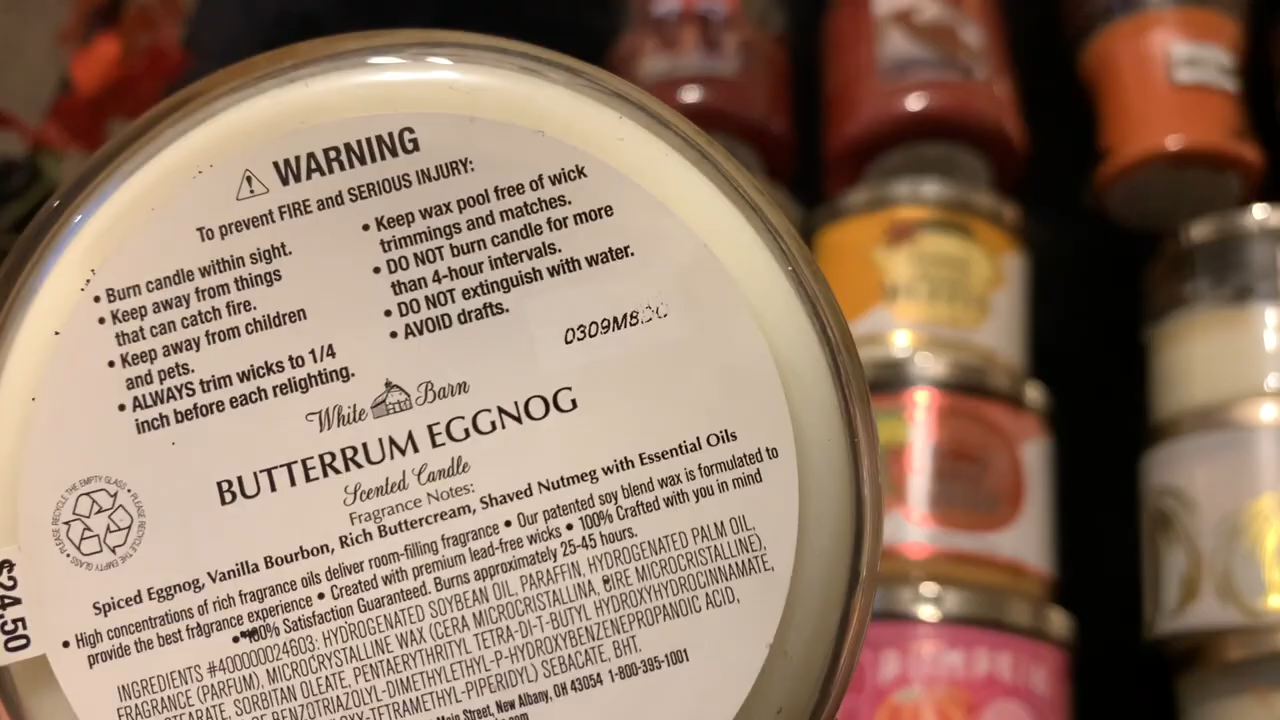 WARNING
To prevent FIRE and SERIOUS INJURY:
• Burn candle within sight.
• Keep away from things
that can catch fire.
• Keep away from children
and pets.
• ALWAYS trim wicks to 1/4
inch before each relighting.
• Keep wax pool free of wick
trimmings and matches.
• DO NOT burn candle for more
than 4-hour intervals.
• DO NOT extinguish with water.
• AVOID drafts.
0309M8
White Barn
BUTTERRUM EGGNOG
Scented Candle
Fragrance Notes:
Spiced Eggnog, Vanilla Bourbon, Rich Buttercream, Shaved Nutmeg with Essential Oils
• High concentrations of rich fragrance oils deliver room-filling fragrance • Our patented soy blend wax is formulated to
provide the best fragrance experience • Created with premium lead-free wicks • 100% Crafted with you in mind
• 100% Satisfaction Guaranteed. Burns approximately 25-45 hours.
INGREDIENTS #400000024603: HYDROGENATED SOYBEAN OIL, PARAFFIN, HYDROGENATED PALM OIL,
FRAGRANCE (PARFUM), MICROCRYSTALLINE WAX (CERA MICROCRISTALLINA, CIRE MICROCRISTALLINE),
SORBITAN OLEATE, PENTAERYTHRITYL TETRA-DI-T-BUTYL HYDROXYHYDROCINNAMATE,
BENZOTRIAZOLYL-DIMETHYLETHYL-P-HYDROXYBENZENEPROPANOIC ACID,
SEBACATE, BHT.
Main Street, New Albany, OH 43054 1-800-395-1001
PLEASE RECYCLE THE EMPTY GLASS • PLEASE RECYCLE THE EMPTY GLASS •
$24.50
PUMPKIN